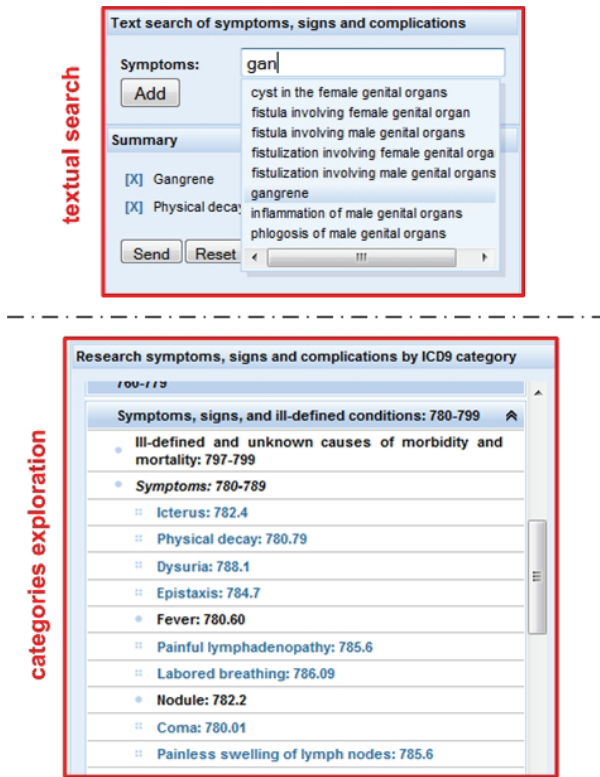 textual search
Text search of symptoms, signs and complications
Symptoms:
gan
Add
cyst in the female genital organs
fistula involving female genital organ
fistula involving male genital organs
fistulization involving female genital orga
fistulization involving male genital organs
gangrene
inflammation of male genital organs
phlogosis of male genital organs
Summary
[X] Gangrene
[X] Physical decay
Send
Reset
categories exploration
Research symptoms, signs and complications by ICD9 category
760-779
Symptoms, signs, and ill-defined conditions: 780-799
Ill-defined and unknown causes of morbidity and
mortality: 797-799
Symptoms: 780-789
Icterus: 782.4
Physical decay: 780.79
Dysuria: 788.1
Epistaxis: 784.7
Fever: 780.60
Painful lymphadenopathy: 785.6
Labored breathing: 786.09
Nodule: 782.2
Coma: 780.01
Painless swelling of lymph nodes: 785.6